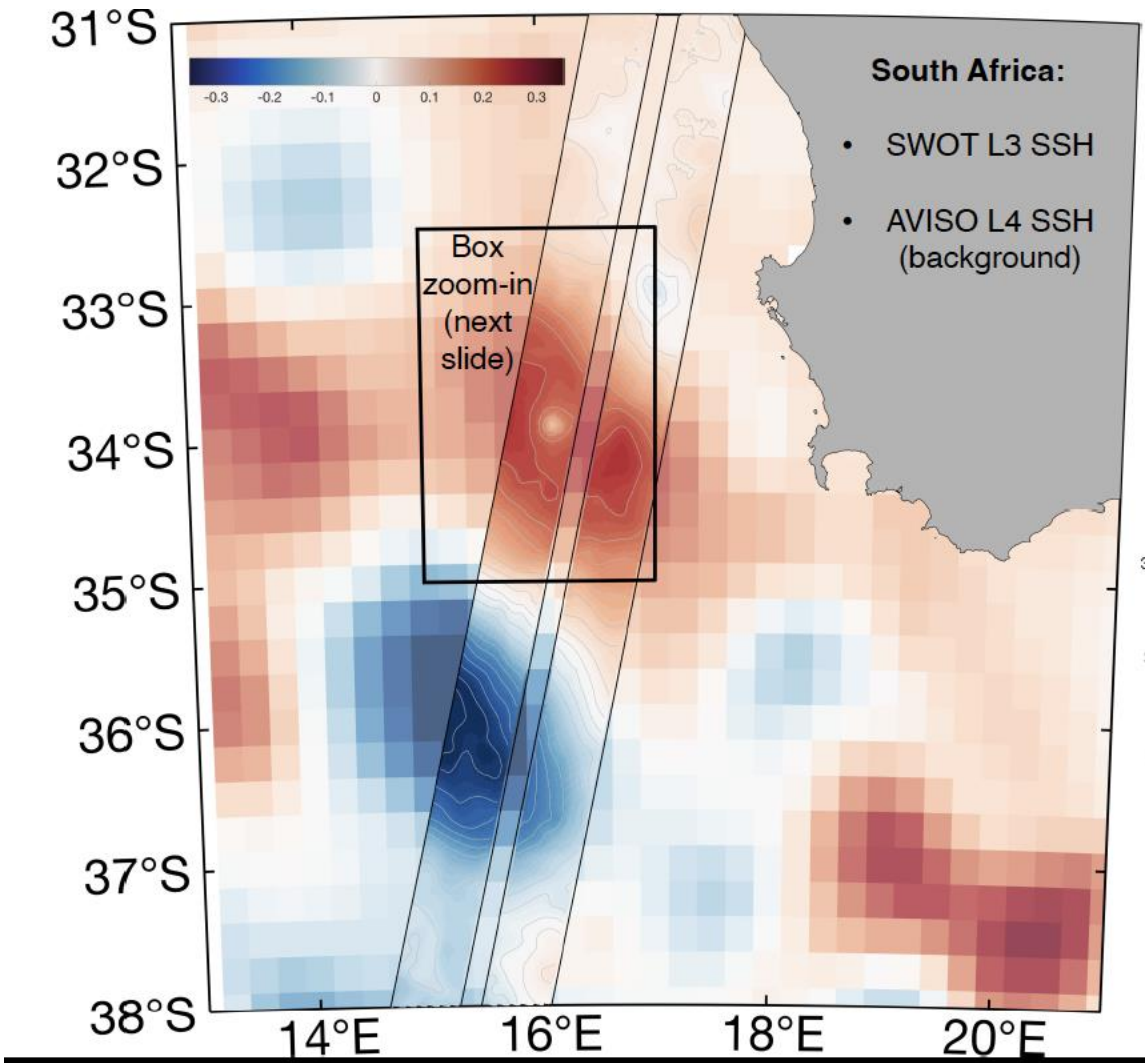 31°S
32°S
33°S
34°S
35°S
36°S
37°S
38°S
14°E
16°E
18°E
20°E
-0.3 -0.2 -0.1 0 0.1 0.2 0.3
Box
zoom-in
(next
slide)
South Africa:
• SWOT L3 SSH
• AVISO L4 SSH
(background)